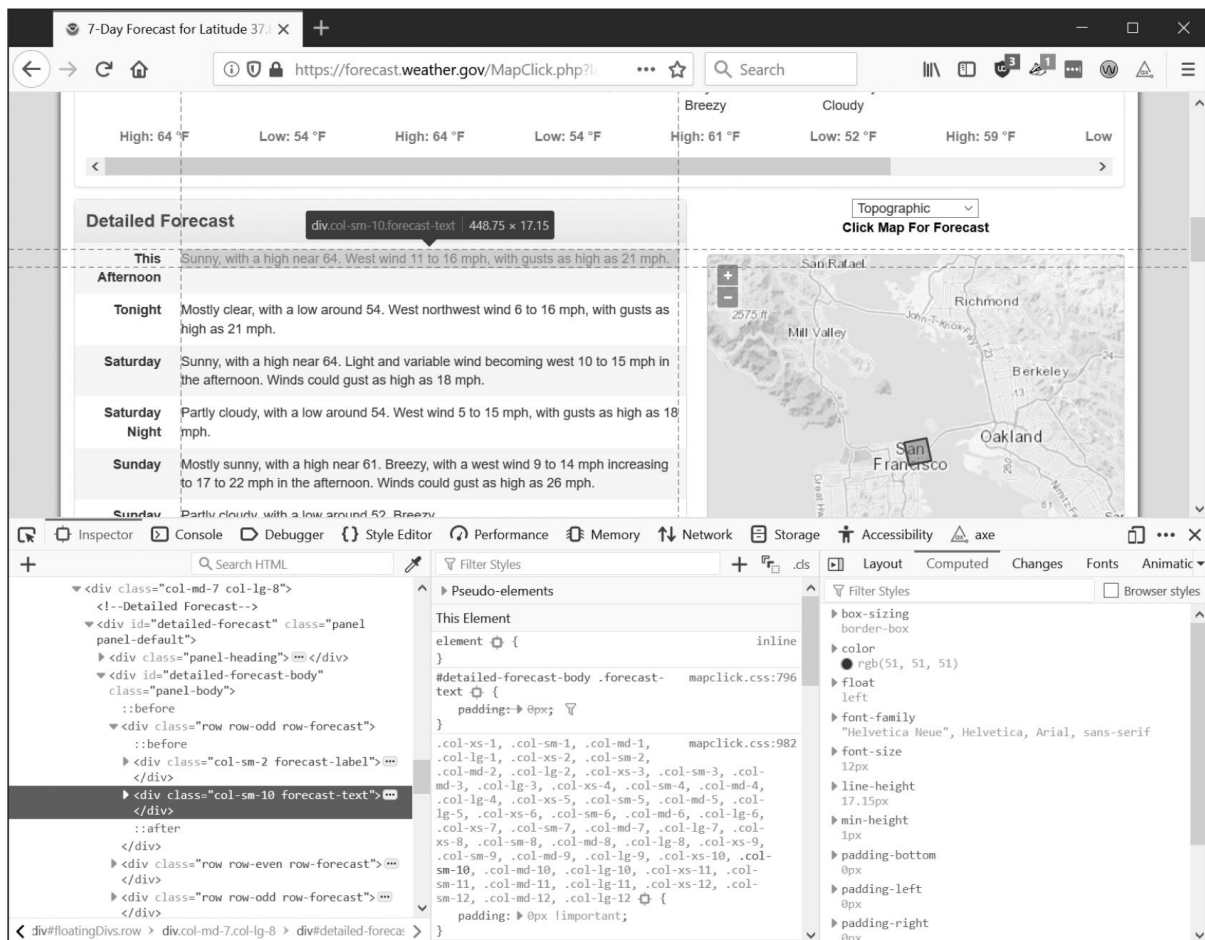 7-Day Forecast for Latitude 37.
https://forecast.weather.gov/MapClick.php?l
Search
3
1
Breezy
Cloudy
High: 64 °F
Low: 54 °F
High: 64 °F
Low: 54 °F
High: 61 °F
Low: 52 °F
High: 59 °F
Low
Detailed Forecast
div.col-sm-10.forecast-text | 448.75 × 17.15
This Afternoon
Sunny, with a high near 64. West wind 11 to 16 mph, with gusts as high as 21 mph.
Tonight
Mostly clear, with a low around 54. West northwest wind 6 to 16 mph, with gusts as
high as 21 mph.
Saturday
Sunny, with a high near 64. Light and variable wind becoming west 10 to 15 mph in
the afternoon. Winds could gust as high as 18 mph.
Saturday Night
Partly cloudy, with a low around 54. West wind 5 to 15 mph, with gusts as high as 18
mph.
Sunday
Mostly sunny, with a high near 61. Breezy, with a west wind 9 to 14 mph increasing
to 17 to 22 mph in the afternoon. Winds could gust as high as 26 mph.
Sunday
Partly cloudy, with a low around 52. Breezy
Topographic
Click Map For Forecast
+
−
San Rafael
2575 ft
Richmond
John-T-Knox-Fwy
123
Mill Valley
24
Berkeley
13
Oakland
San
Francisco
260
61
Great
Nimitz
Inspector
Console
Debugger
Style Editor
Performance
Memory
Network
Storage
Accessibility
axe
Search HTML
<div class="col-md-7 col-lg-8">
<!--Detailed Forecast-->
<div id="detailed-forecast" class="panel
panel-default">
<div class="panel-heading"></div>
<div id="detailed-forecast-body"
class="panel-body">
::before
<div class="row row-odd row-forecast">
::before
<div class="col-sm-2 forecast-label">
</div>
<div class="col-sm-10 forecast-text">
</div>
::after
</div>
<div class="row row-even row-forecast">
</div>
<div class="row row-odd row-forecast">
</div>
div#floatingDivs.row > div.col-md-7.col-lg-8 > div#detailed-forecas
Filter Styles
+
.cls
Pseudo-elements
This Element
element { inline
}
#detailed-forecast-body .forecast- mapclick.css:796
text {
padding: 0px;
}
.col-xs-1, .col-sm-1, .col-md-1, mapclick.css:982
.col-lg-1, .col-xs-2, .col-sm-2,
.col-md-2, .col-lg-2, .col-xs-3, .col-sm-3, .col-
md-3, .col-lg-3, .col-xs-4, .col-sm-4, .col-md-4,
.col-lg-4, .col-xs-5, .col-sm-5, .col-md-5, .col-
lg-5, .col-xs-6, .col-sm-6, .col-md-6, .col-lg-6,
.col-xs-7, .col-sm-7, .col-md-7, .col-lg-7, .col-
xs-8, .col-sm-8, .col-md-8, .col-lg-8, .col-xs-9,
.col-sm-9, .col-md-9, .col-lg-9, .col-xs-10, .col-
sm-10, .col-md-10, .col-lg-10, .col-xs-11, .col-
sm-11, .col-md-11, .col-lg-11, .col-xs-12, .col-
sm-12, .col-md-12, .col-lg-12 {
padding: 0px !important;
}
Layout
Computed
Changes
Fonts
Animatic
Filter Styles
Browser styles
box-sizing
border-box
color
rgb(51, 51, 51)
float
left
font-family
"Helvetica Neue", Helvetica, Arial, sans-serif
font-size
12px
line-height
17.15px
min-height
1px
padding-bottom
0px
padding-left
0px
padding-right
0px